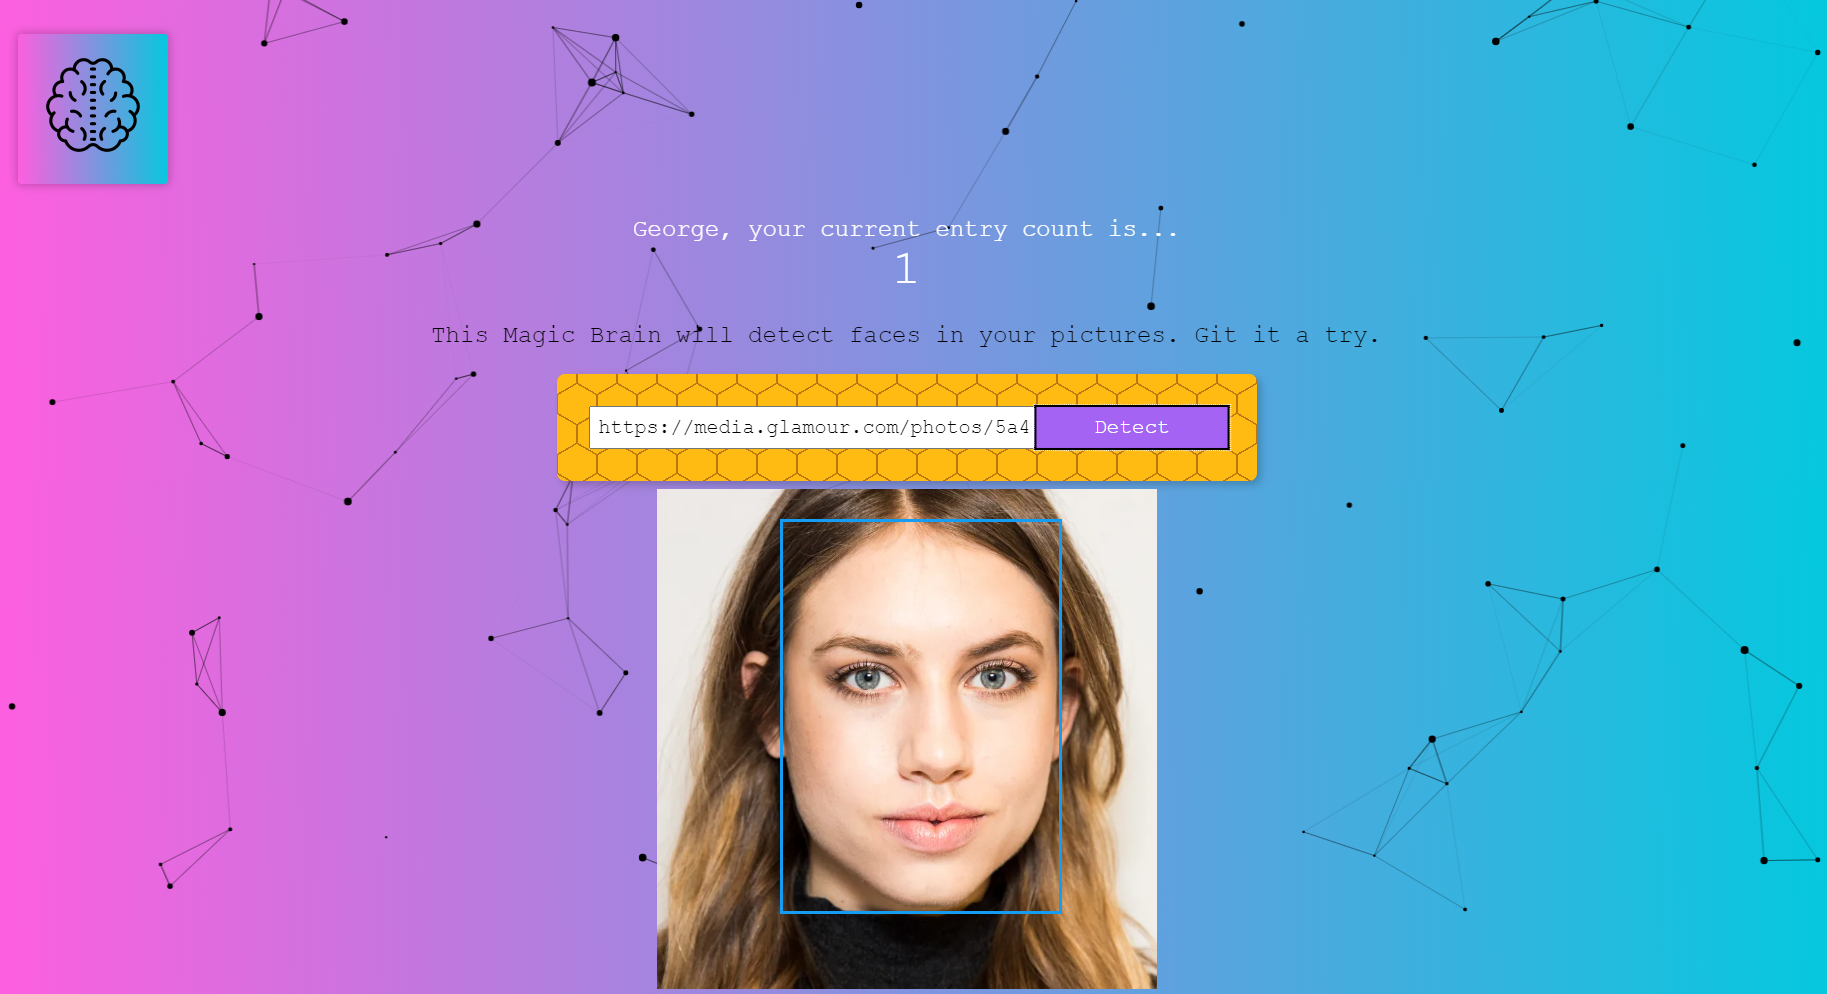 George, your current entry count is...
1
This Magic Brain will detect faces in your pictures. Git it a try.
https://media.glamour.com/photos/5a4
Detect